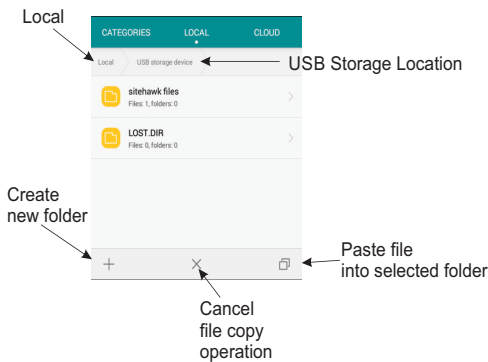 Local
CATEGORIES LOCAL CLOUD
Local USB storage device
USB Storage Location
sitehawk files
Files: 1, folders: 0
LOST.DIR
Files: 0, folders: 0
Create
new folder
Paste file
into selected folder
Cancel
file copy
operation